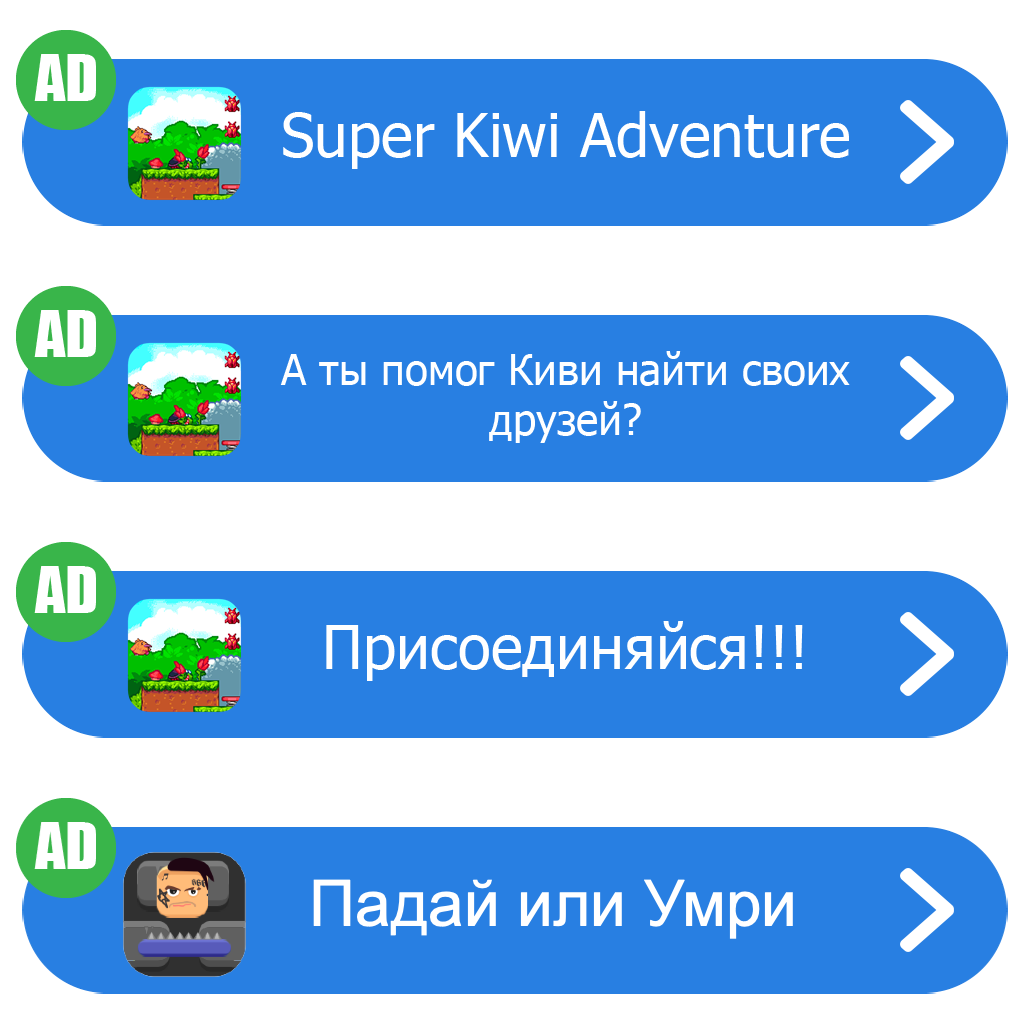 AD
Super Kiwi Adventure
AD
А ты помог Киви найти своих
друзей?
AD
Присоединяйся!!!
AD
Падай или Умри